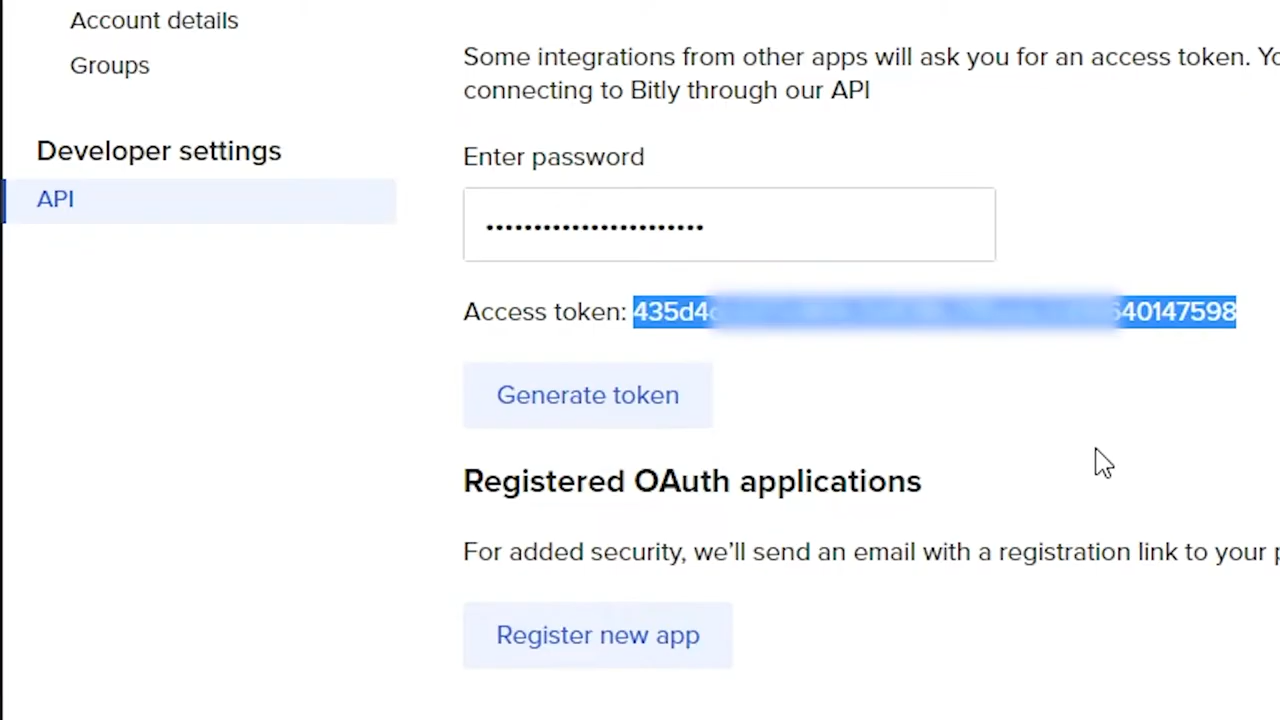 Account details
Groups
Developer settings
API
Some integrations from other apps will ask you for an access token.
connecting to Bitly through our API
Enter password
Access token: 435d4 40147598
Generate token
Registered OAuth applications
For added security, we’ll send an email with a registration link to your
Register new app